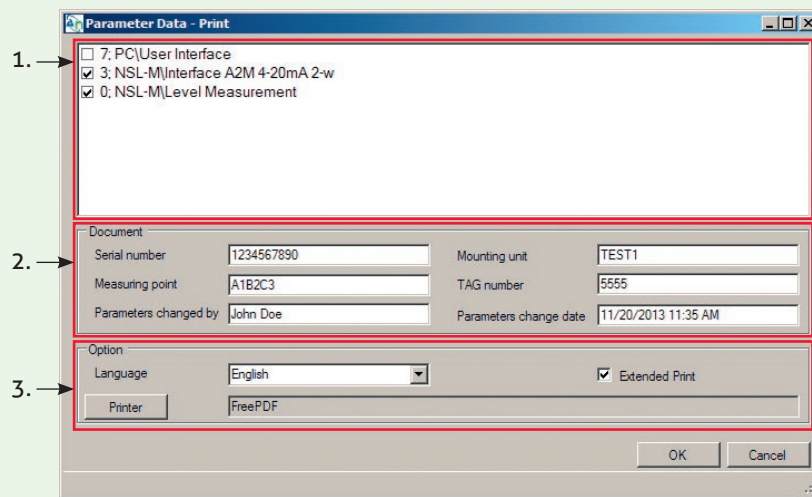 Parameter Data - Print
1.
7; PC\User Interface
3; NSL-M\Interface A2M 4-20mA 2-w
0; NSL-M\Level Measurement
2.
Document
Serial number 1234567890 Mounting unit TEST1
Measuring point A1B2C3 TAG number 5555
Parameters changed by John Doe Parameters change date 11/20/2013 11:35 AM
3.
Option
Language English Extended Print
Printer FreePDF
OK Cancel